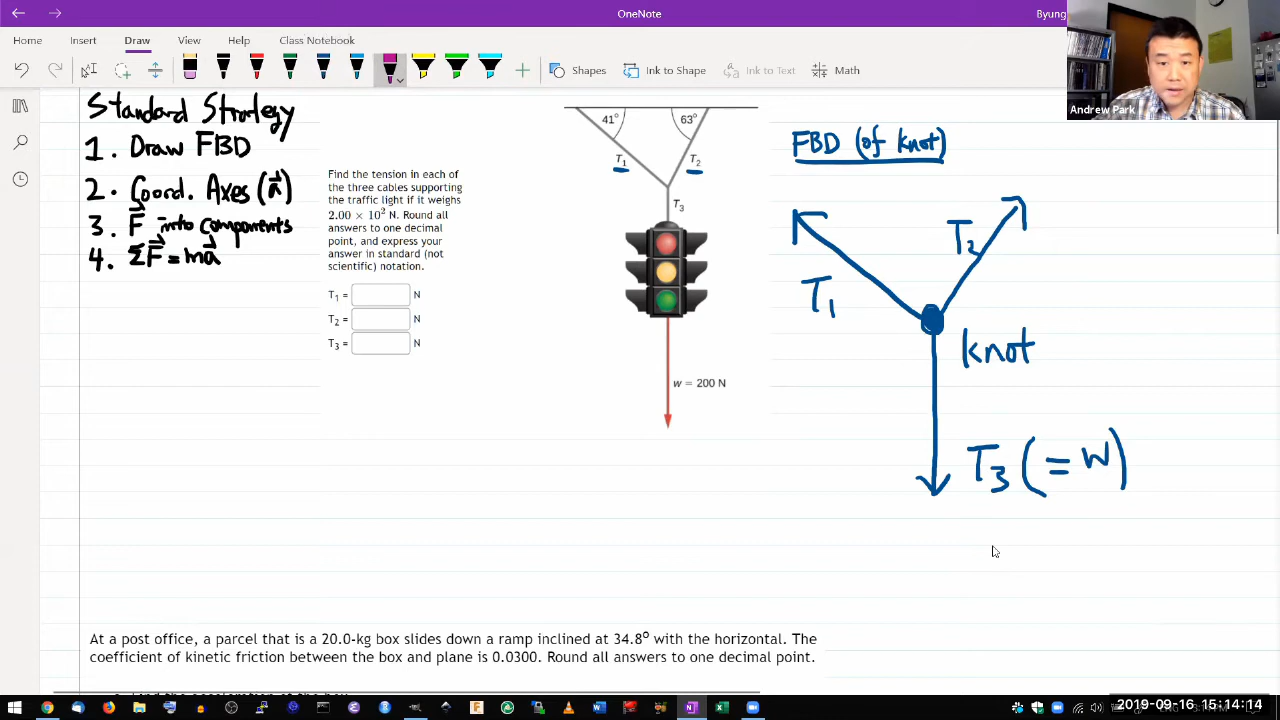 OneNote
Byung
Home Insert Draw View Help Class Notebook
Shapes Ink to Shape Ink to Text Math
Andrew Park
Standard Strategy
1. Draw FBD
2. Coord. Axes (a⃗)
3. F⃗ into components
4. ΣF⃗ = ma⃗
Find the tension in each of
the three cables supporting
the traffic light if it weighs
2.00 × 10² N. Round all
answers to one decimal
point, and express your
answer in standard (not
scientific) notation.
T₁ = N
T₂ = N
T₃ = N
41° 63°
T₁ T₂
T₃
w = 200 N
FBD (of knot)
T₂
T₁
knot
T₃ (= W)
At a post office, a parcel that is a 20.0-kg box slides down a ramp inclined at 34.8° with the horizontal. The
coefficient of kinetic friction between the box and plane is 0.0300. Round all answers to one decimal point.
2019-09-16 15:14:14